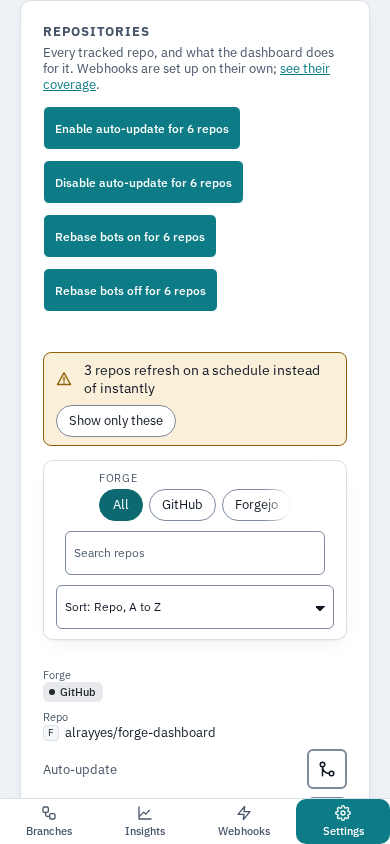 REPOSITORIES
Every tracked repo, and what the dashboard does
for it. Webhooks are set up on their own; see their
coverage.
Enable auto-update for 6 repos
Disable auto-update for 6 repos
Rebase bots on for 6 repos
Rebase bots off for 6 repos
3 repos refresh on a schedule instead
of instantly
Show only these
FORGE
All GitHub Forgejo
Search repos
Sort: Repo, A to Z
Forge
GitHub
Repo
F alrayyes/forge-dashboard
Auto-update
Branches Insights Webhooks Settings